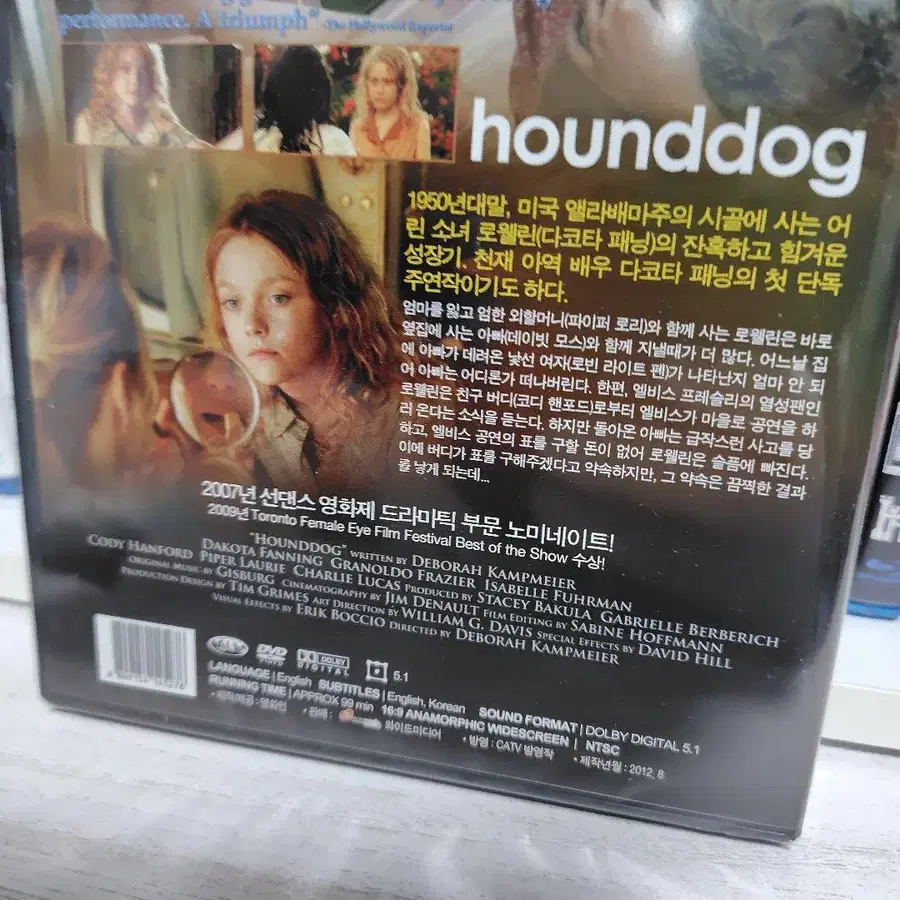 performance. A triumph" -The Hollywood Reporter
hounddog
1950년대말, 미국 앨라배마주의 시골에 사는 어
린 소녀 로웰린(다코타 패닝)의 잔혹하고 힘겨운
성장기. 천재 아역 배우 다코타 패닝의 첫 단독
주연작이기도 하다.
엄마를 잃고 엄한 외할머니(파이퍼 로리)와 함께 사는 로웰린은 바로
옆집에 사는 아빠(데이빗 모스)와 함께 지낼때가 더 많다. 어느날 집
에 아빠가 데려온 낯선 여자(로빈 라이트 펜)가 나타난지 얼마 안 되
어 아빠는 어디론가 떠나버린다. 한편, 엘비스 프레슬리의 열성팬인
로웰린은 친구 버디(코디 핸포드)로부터 엘비스가 마을로 공연을 하
러 온다는 소식을 듣는다. 하지만 돌아온 아빠는 급작스런 사고를 당
하고, 엘비스 공연의 표를 구할 돈이 없어 로웰린은 슬픔에 빠진다.
이에 버디가 표를 구해주겠다고 약속하지만, 그 약속은 끔찍한 결과
를 낳게 되는데...
2007년 선댄스 영화제 드라마틱 부문 노미네이트!
2009년 Toronto Female Eye Film Festival Best of the Show 수상!
"HOUNDDOG" WRITTEN BY DEBORAH KAMPMEIER
CODY HANFORD DAKOTA FANNING GRANOLDO FRAZIER ISABELLE FUHRMAN
PIPER LAURIE CHARLIE LUCAS PRODUCED BY STACEY BAKULA GABRIELLE BERBERICH
ORIGINAL MUSIC BY GISBURG CINEMATOGRAPHY BY JIM DENAULT FILM EDITING BY SABINE HOFFMANN
PRODUCTION DESIGN BY TIM GRIMES ART DIRECTION BY WILLIAM G. DAVIS SPECIAL EFFECTS BY DAVID HILL
VISUAL EFFECTS BY ERIK BOCCIO DIRECTED BY DEBORAH KAMPMEIER
DVD VIDEO DOLBY DIGITAL 5.1
LANGUAGE | English SUBTITLES | English, Korean SOUND FORMAT | DOLBY DIGITAL 5.1
RUNNING TIME | APPROX 99 min 16:9 ANAMORPHIC WIDESCREEN | NTSC
• 제작/제공 : 영화인 • 판매 : 와이드미디어 • 방영 : CATV 방영작 • 제작년월 : 2012. 8